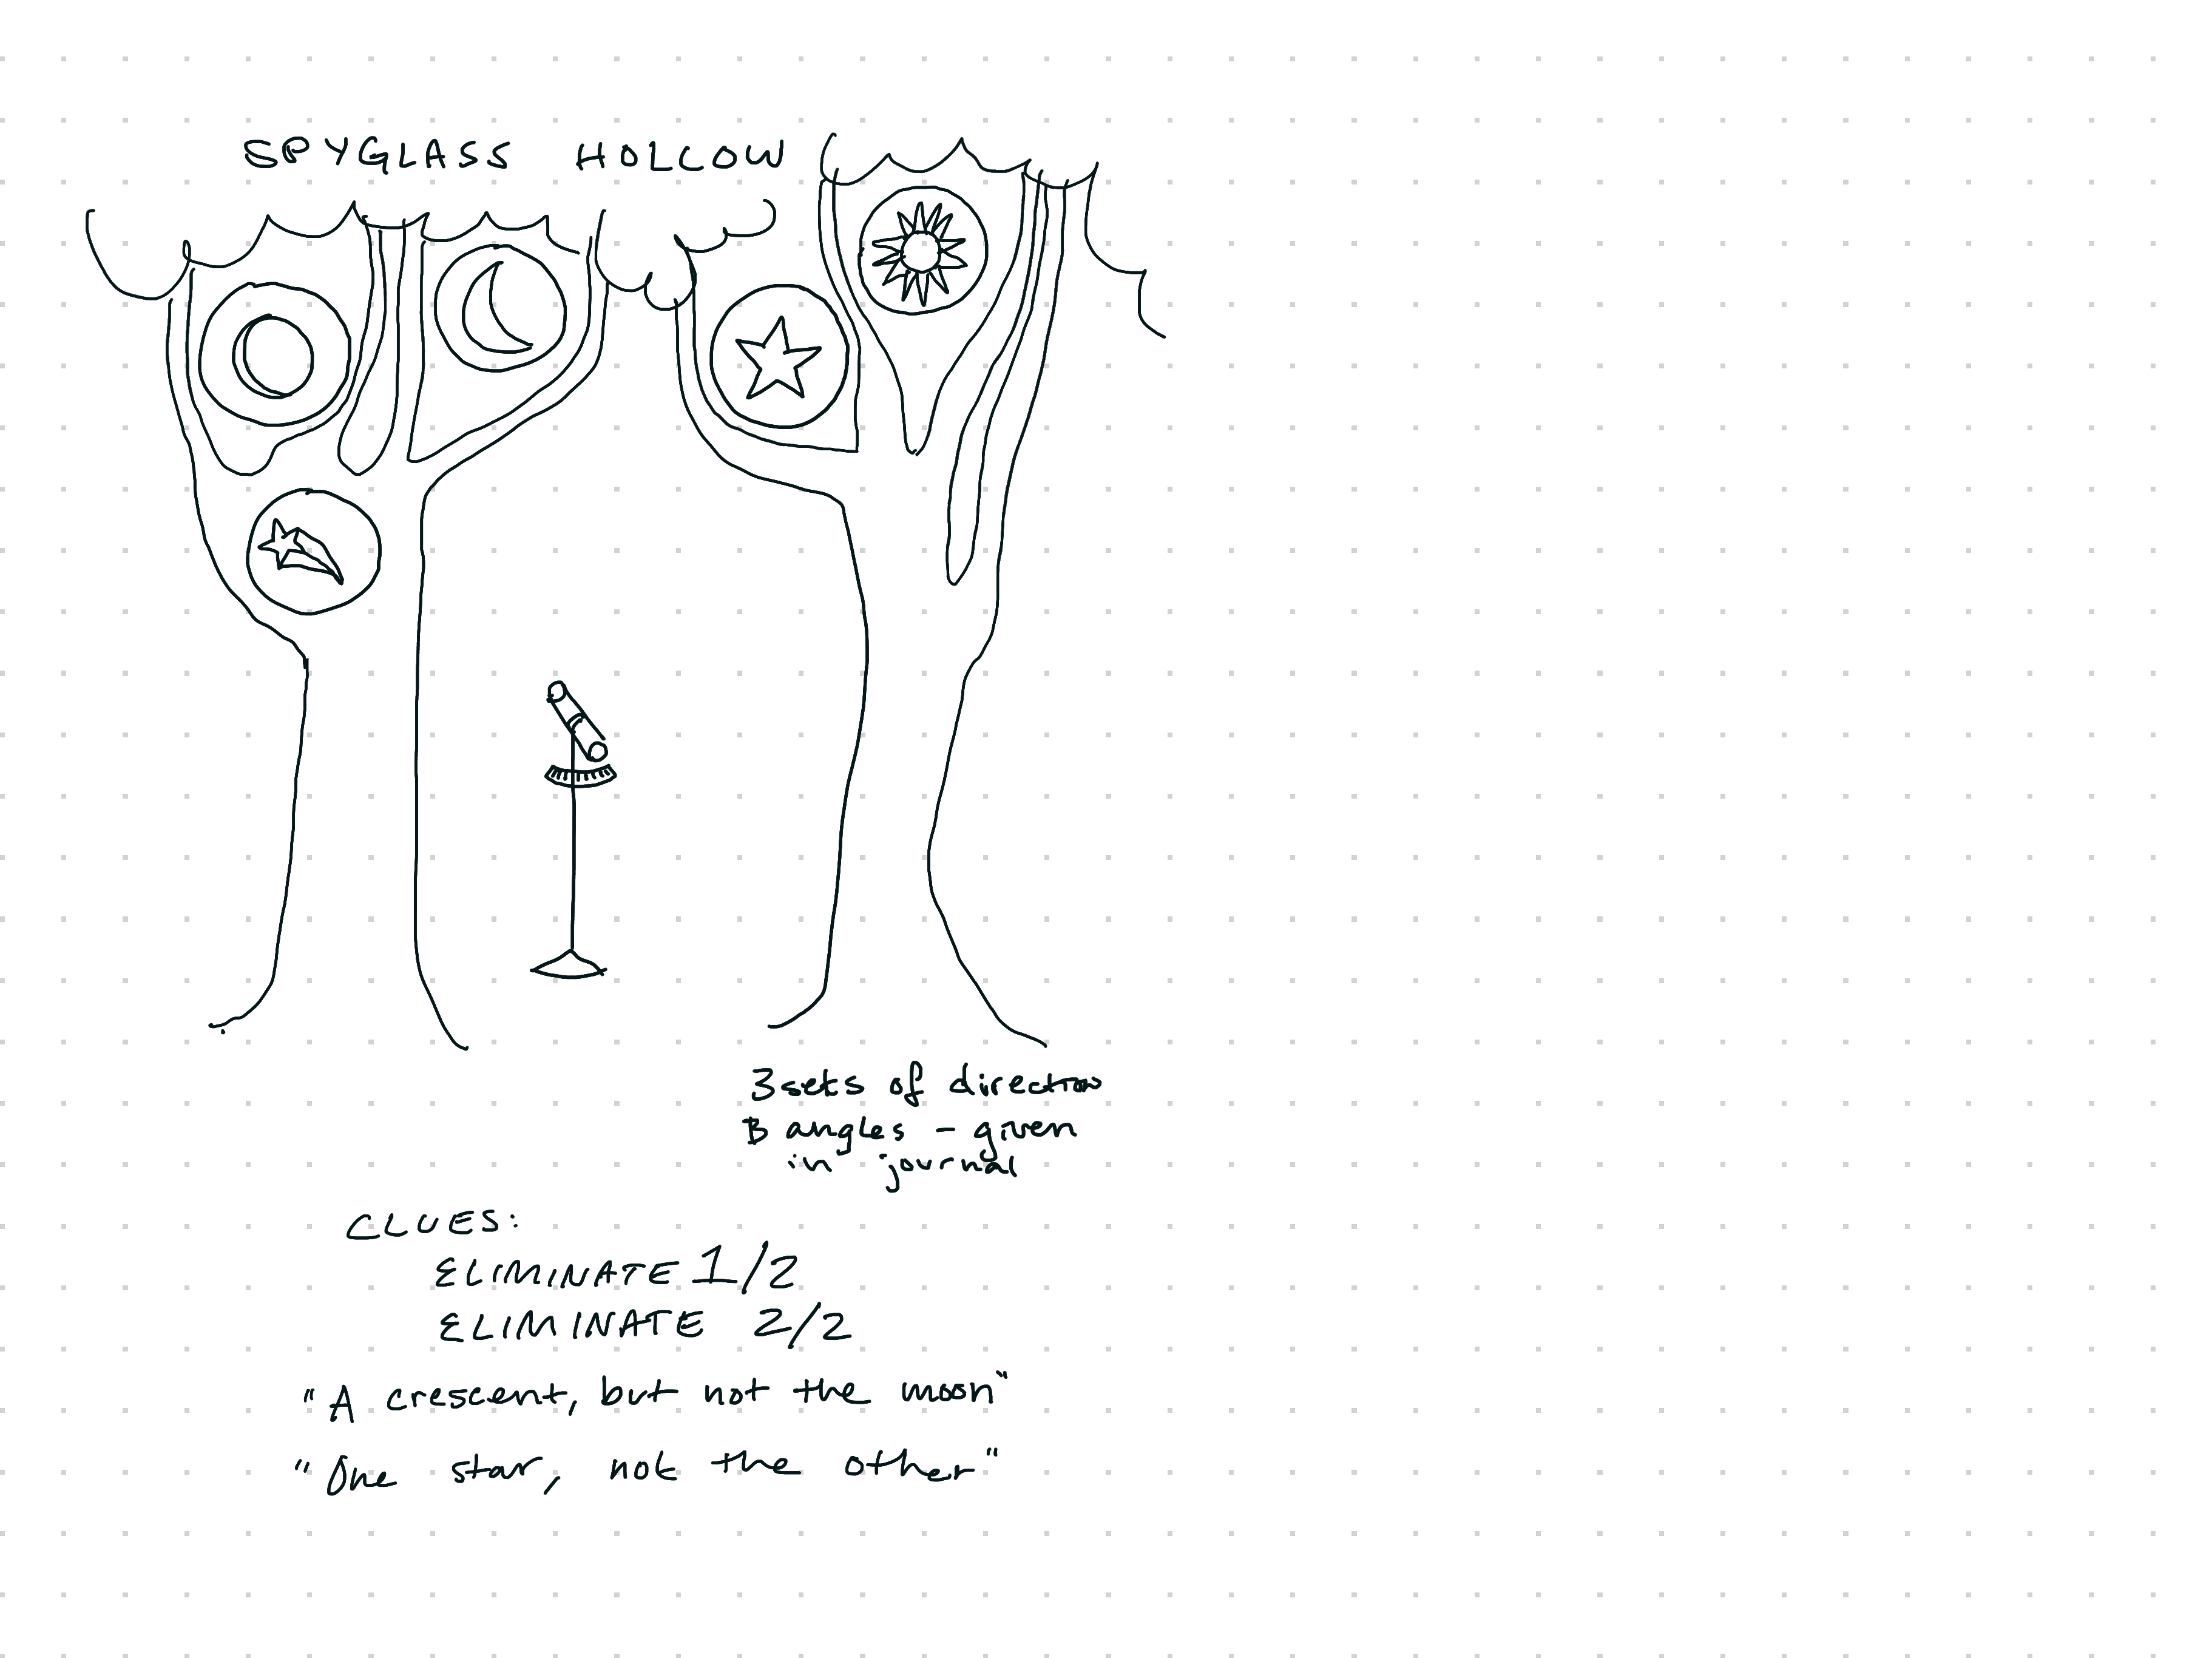 SPYGLASS HOLLOW
3 sets of directions
& angles - given
in journal
CLUES:
ELIMINATE 1/2
ELIMINATE 2/2
"A crescent, but not the moon"
"One star, not the other"